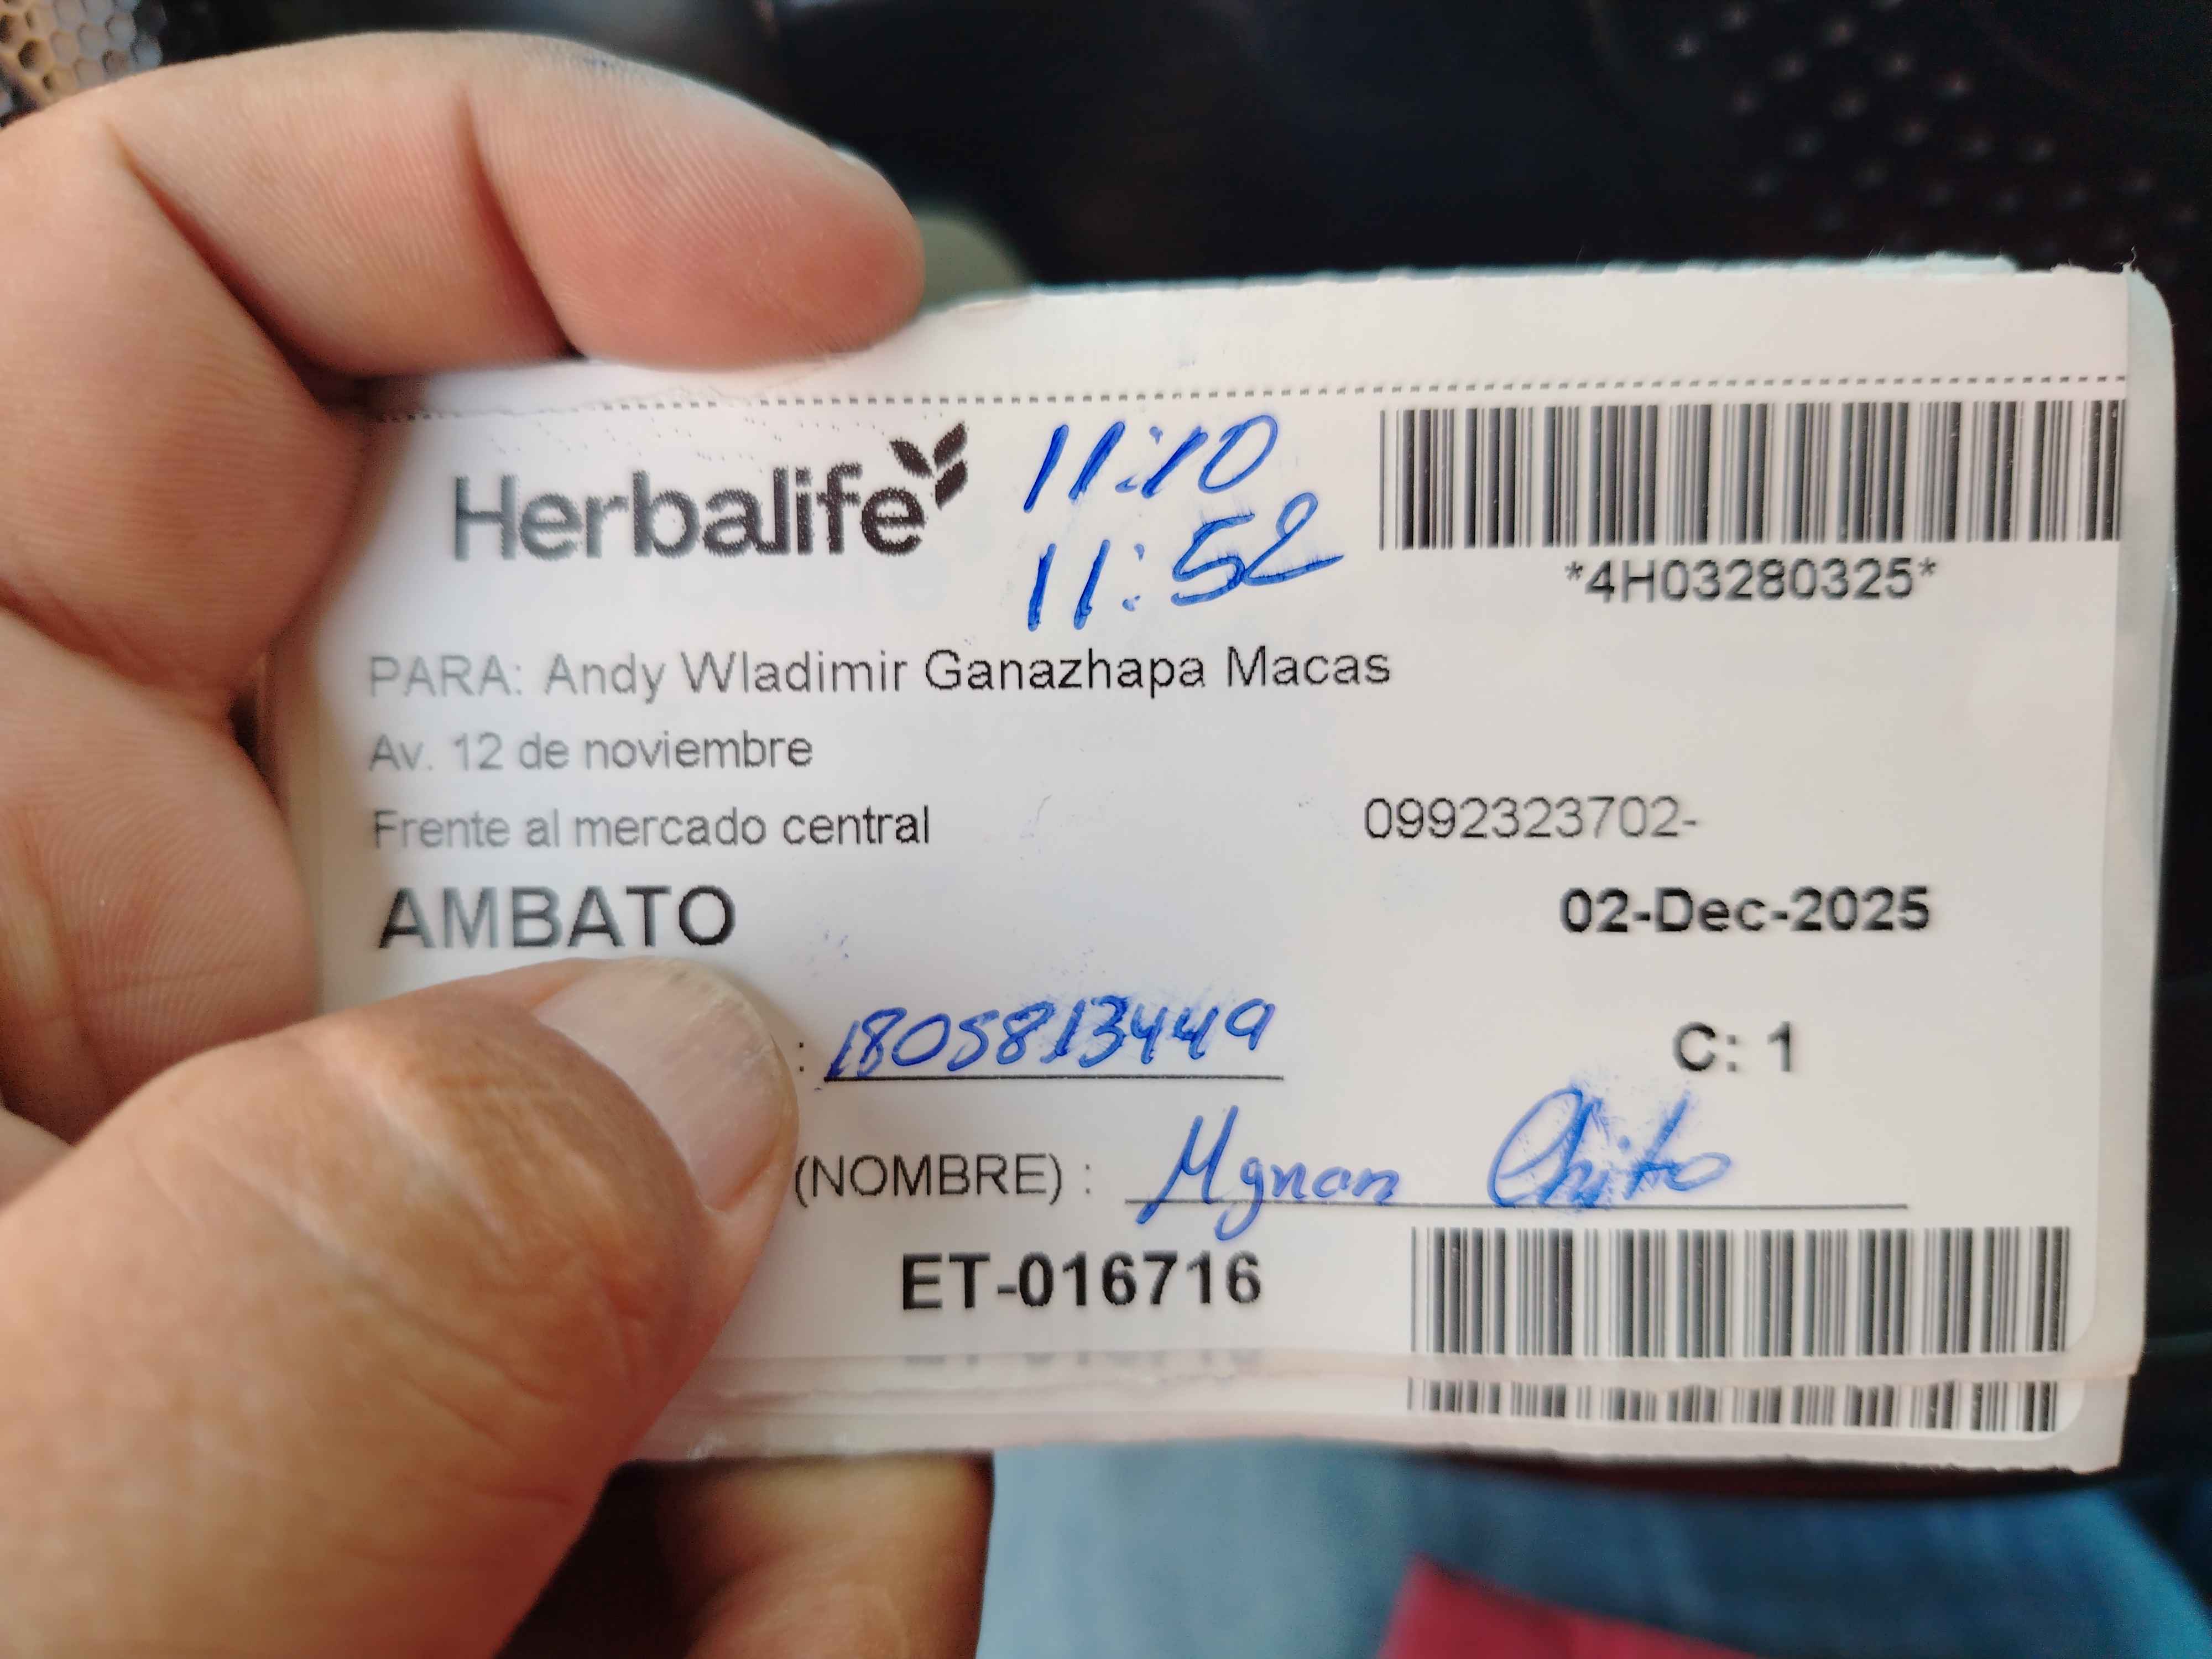 Herbalife
11:10
11:52
*4H03280325*
PARA: Andy Wladimir Ganazhapa Macas
Av. 12 de noviembre
Frente al mercado central
0992323702-
AMBATO
02-Dec-2025
: 1805813449
C: 1
(NOMBRE) : Chito
ET-016716